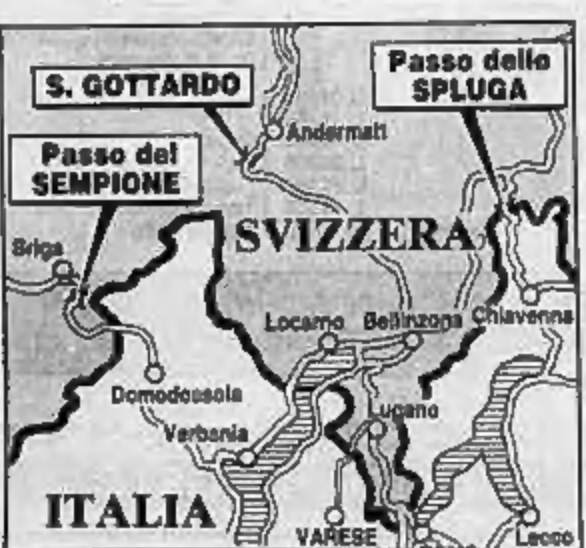 S. GOTTARDO
Passo dello
SPLUGA
Andermatt
Passo del
SEMPIONE
SVIZZERA
Briga
Chiavenna
Locarno
Bellinzona
Domodossola
Lugano
Verbania
ITALIA
VARESE
Lecco